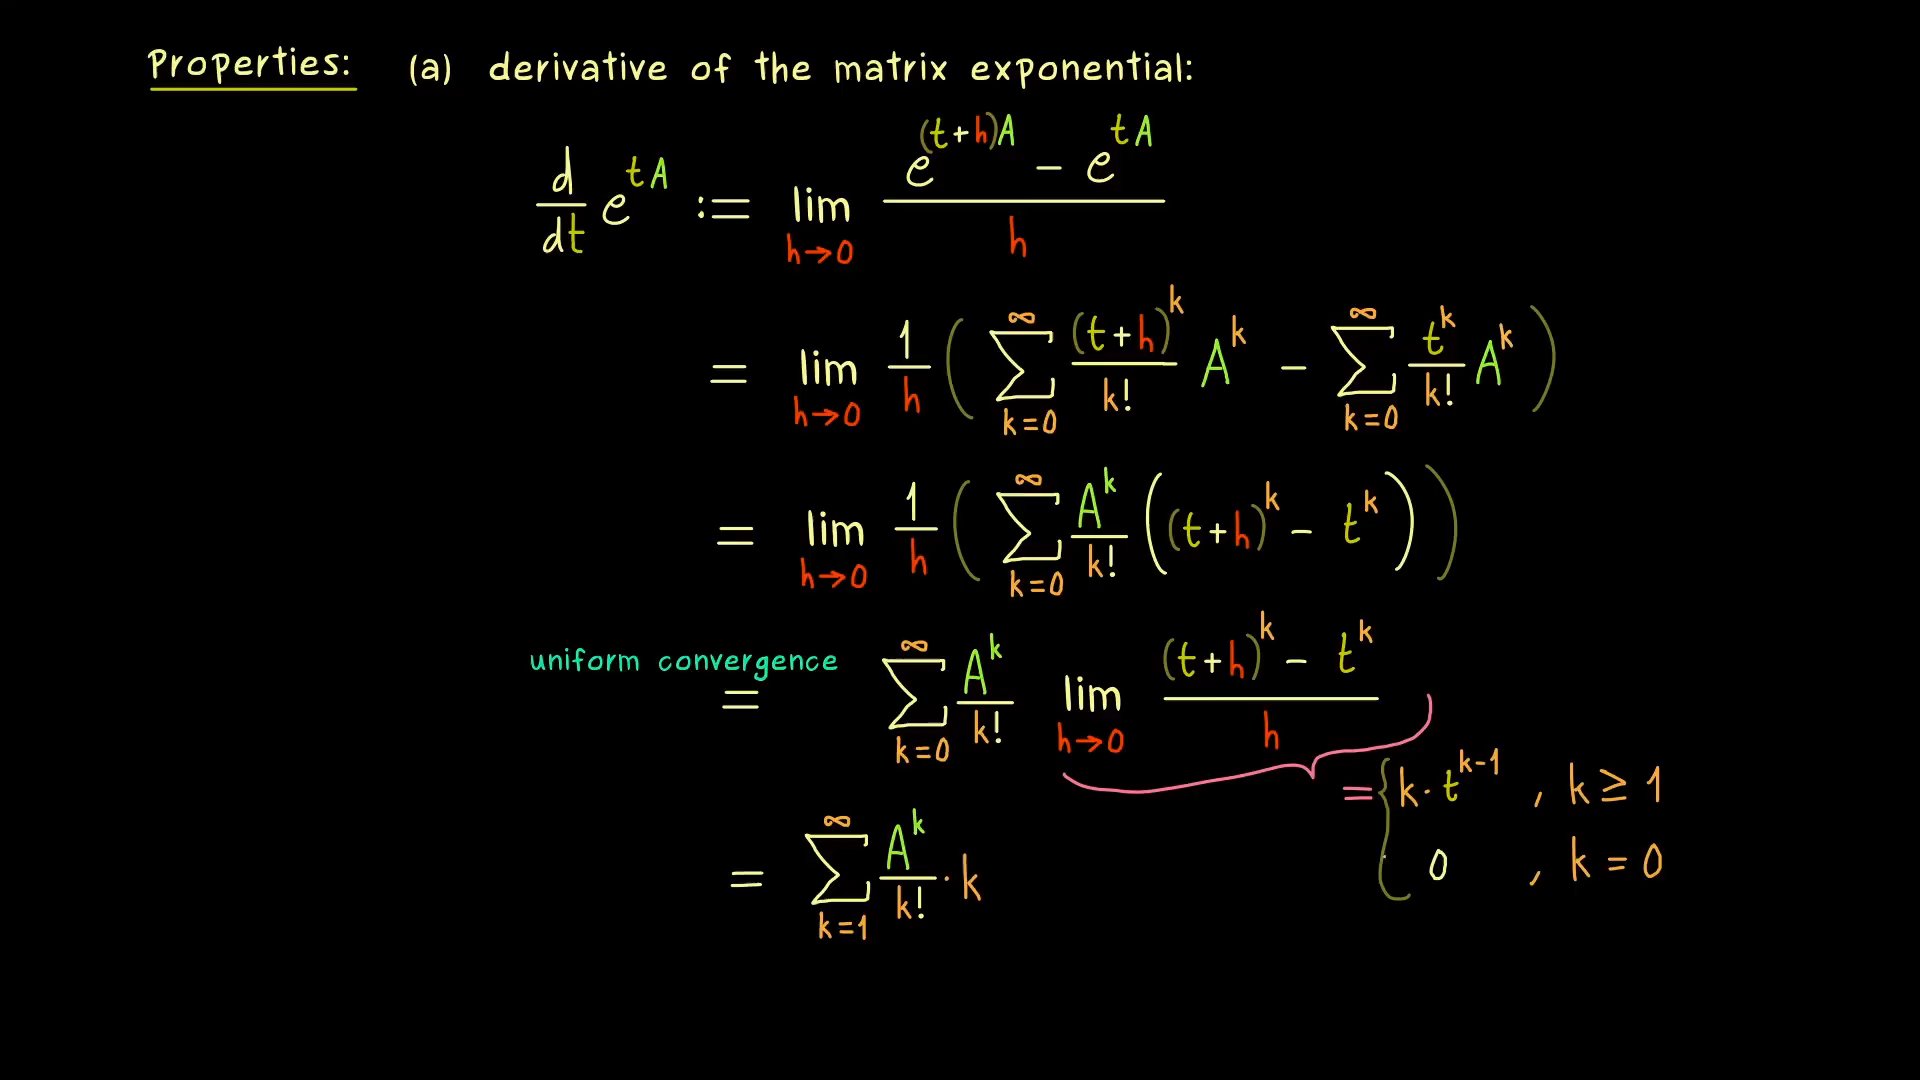 Properties: (a) derivative of the matrix exponential:
d/dt e^{tA} := lim_{h→0} (e^{(t+h)A} − e^{tA}) / h
= lim_{h→0} 1/h ( ∑_{k=0}^{∞} (t+h)^k / k! A^k − ∑_{k=0}^{∞} t^k / k! A^k )
= lim_{h→0} 1/h ( ∑_{k=0}^{∞} A^k / k! ( (t+h)^k − t^k ) )
uniform convergence
= ∑_{k=0}^{∞} A^k / k! lim_{h→0} ((t+h)^k − t^k) / h
= { k · t^{k-1} , k ≥ 1
0 , k = 0
= ∑_{k=1}^{∞} A^k / k! · k